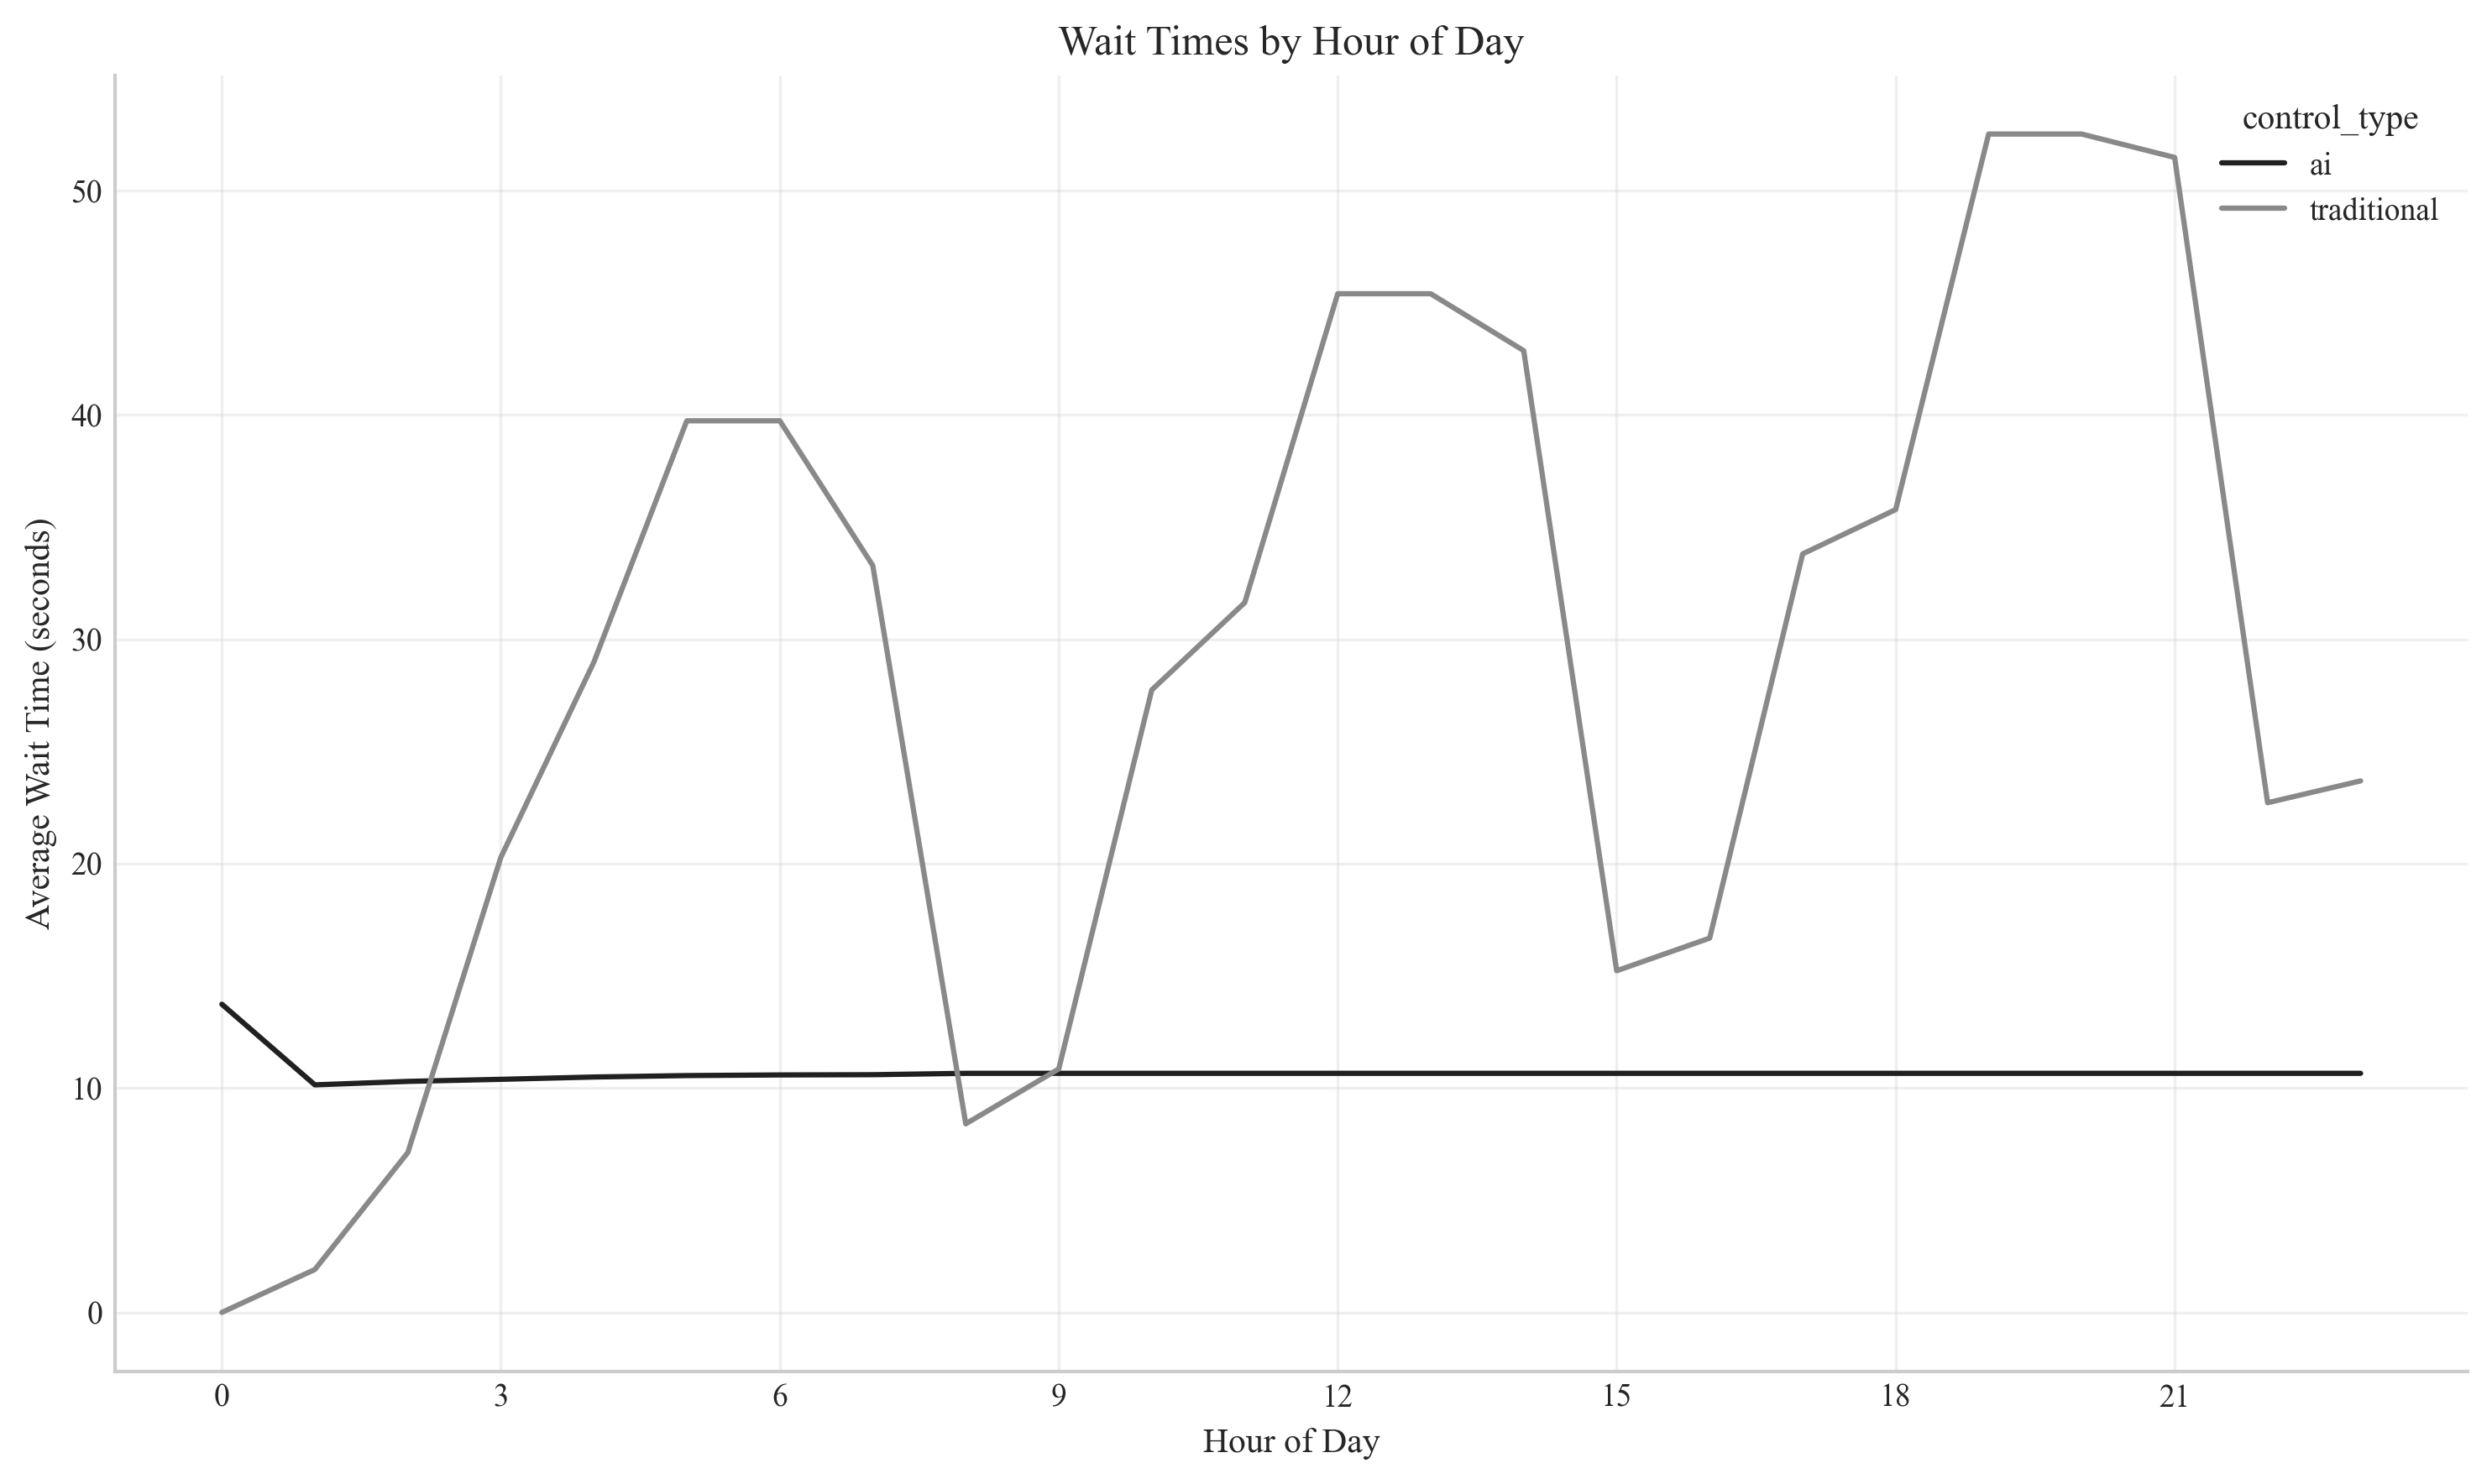 Wait Times by Hour of Day
control_type
ai
traditional
Average Wait Time (seconds)
50
40
30
20
10
0
0 3 6 9 12 15 18 21
Hour of Day